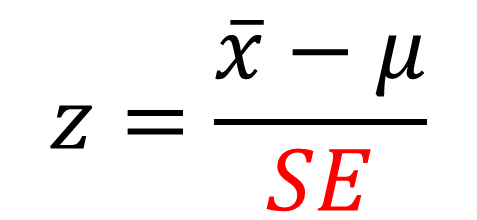 z = x̄ − μ / SE